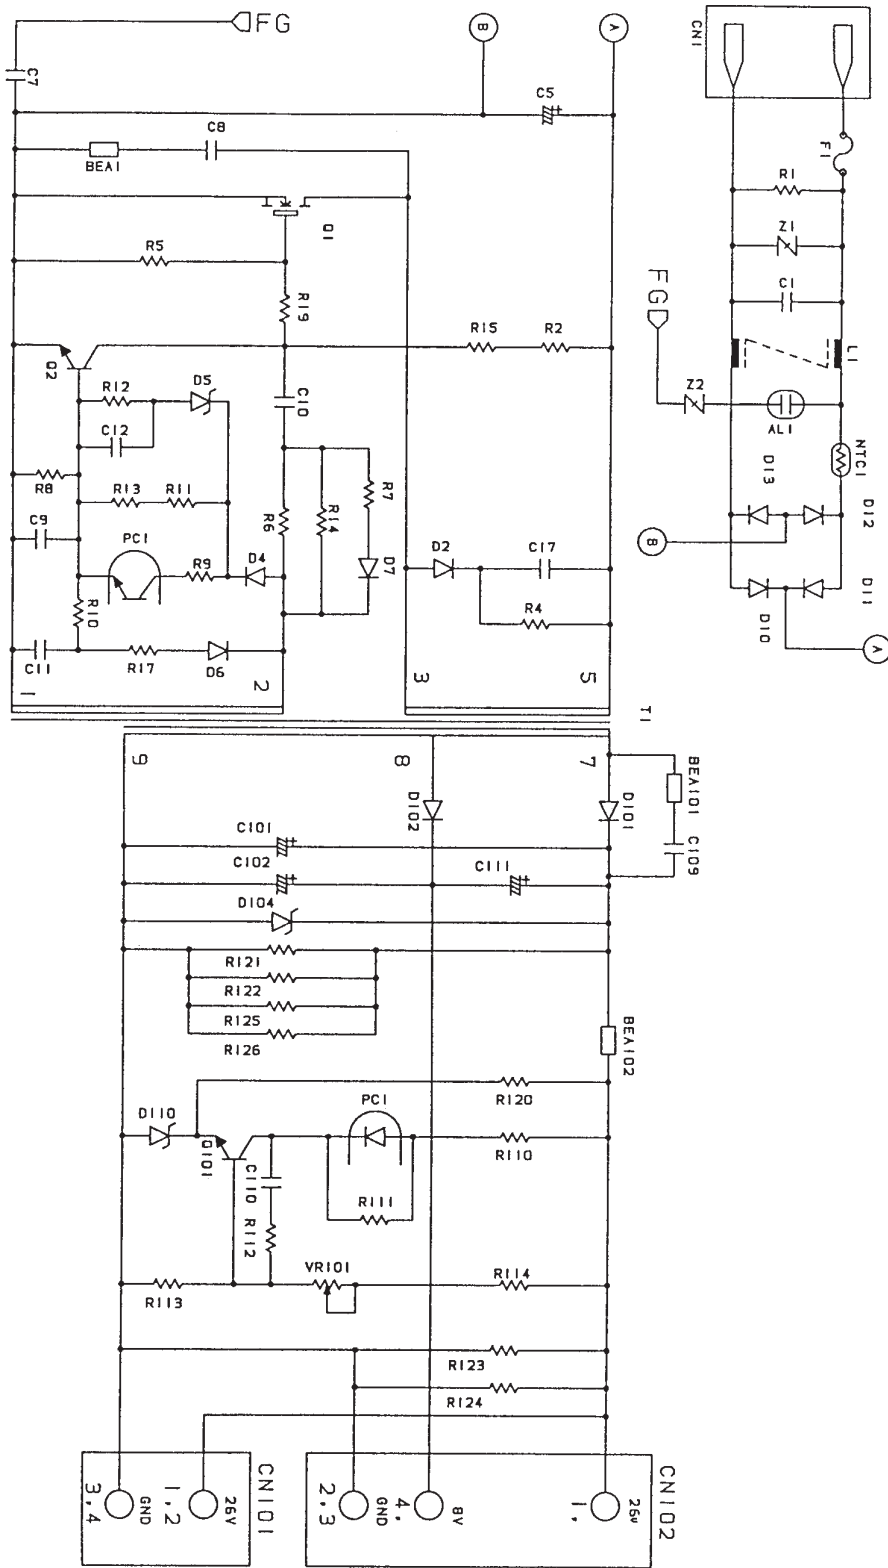 FG
B
A
CN1
C7
C5
C8
BEA1
F1
R1
Q1
Z1
R5
FG
C1
R19
R15
R2
L1
Q2
Z2
R12
D5
C10
AL1
C12
NTC1
D13
R8
R13
R11
R6
R14
R7
D12
C9
PC1
B
D2
C17
R9
D4
D7
R10
R4
D10
D11
C11
R17
D6
A
1
2
3
5
T1
9
8
7
BEA101
D102
D101
C101
C109
C102
C111
D104
R121
R122
R125
BEA102
R126
R120
D110
PC1
Q101
R110
C110
R111
R112
VR101
R114
R113
R123
R124
3,4
GND
1,2
26V
CN101
2,3
GND
4,
8V
1,
26v
CN102